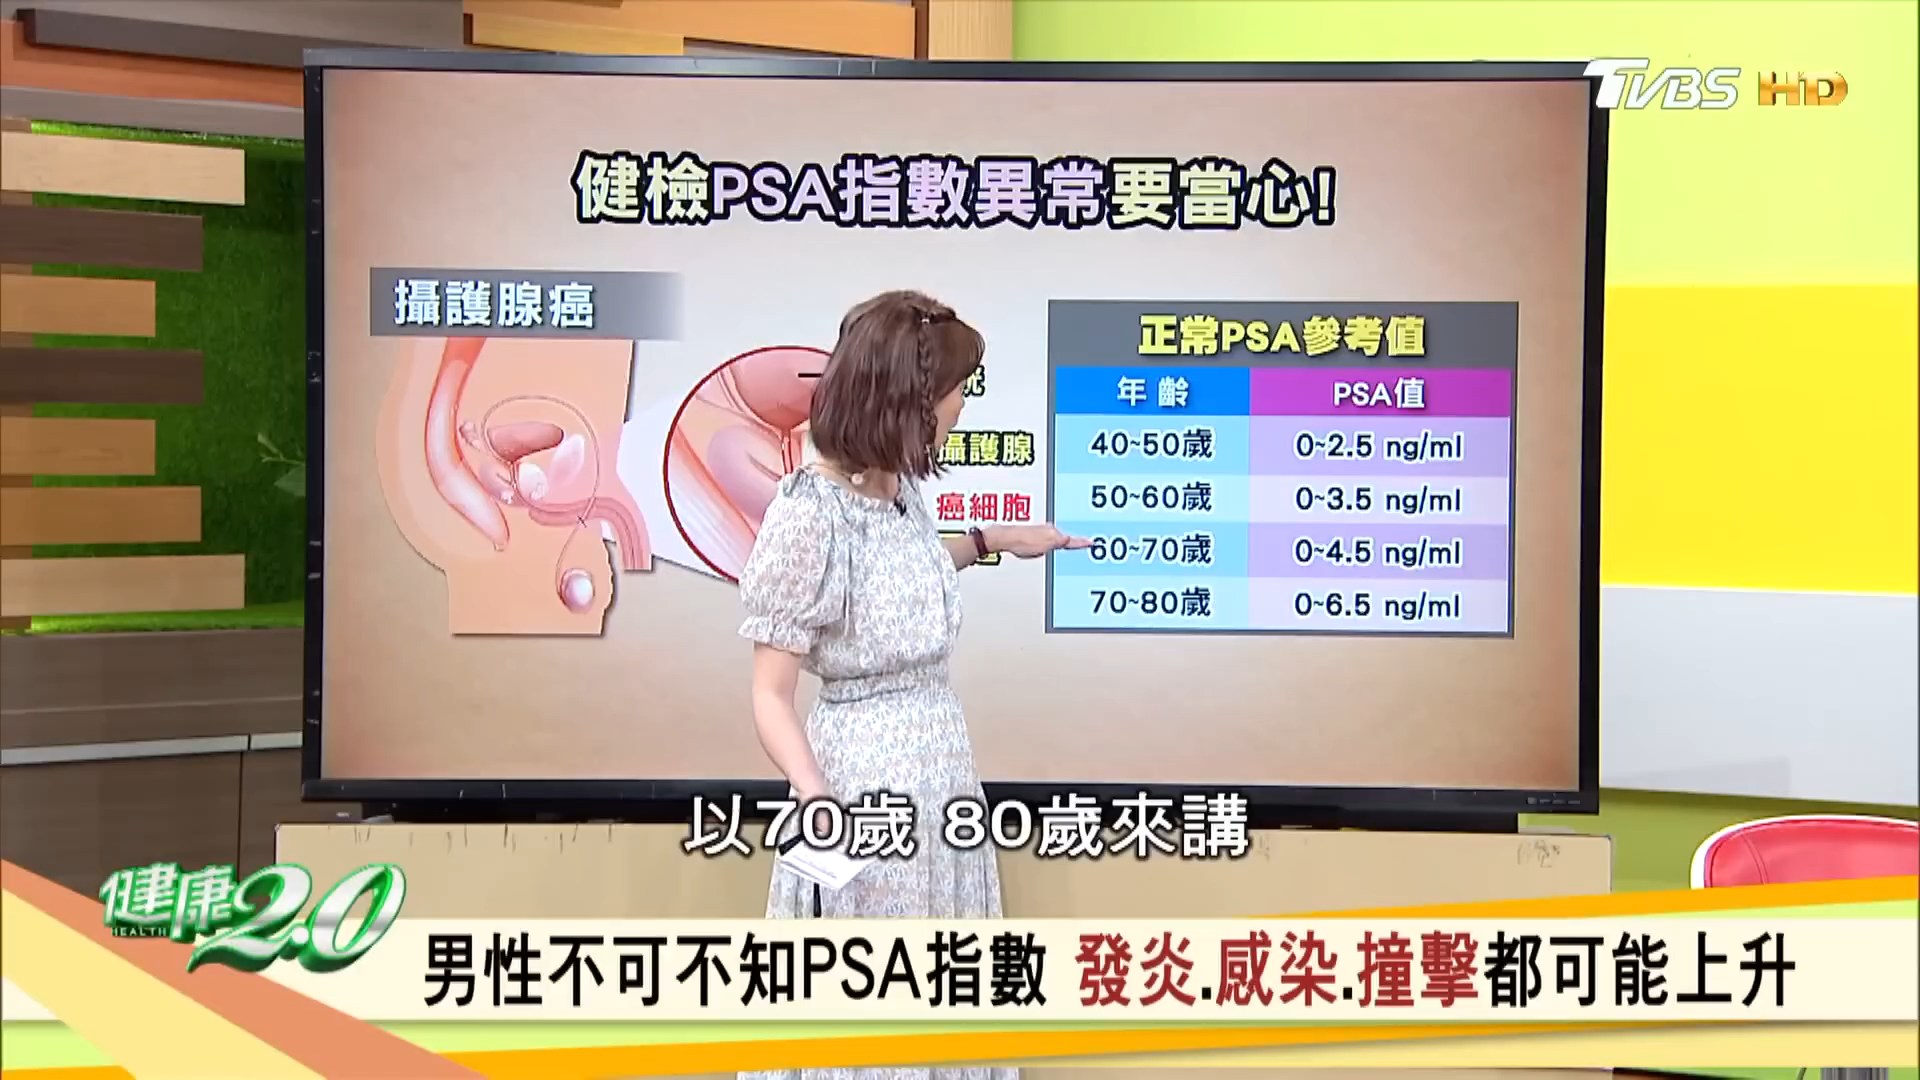 TVBS HD
健檢PSA指數異常要當心!
攝護腺癌
攝護腺
癌細胞
正常PSA參考值
年齡 PSA值
40~50歲 0~2.5 ng/ml
50~60歲 0~3.5 ng/ml
60~70歲 0~4.5 ng/ml
70~80歲 0~6.5 ng/ml
以70歲 80歲來講
健康2.0
HEALTH
男性不可不知PSA指數 發炎.感染.撞擊都可能上升